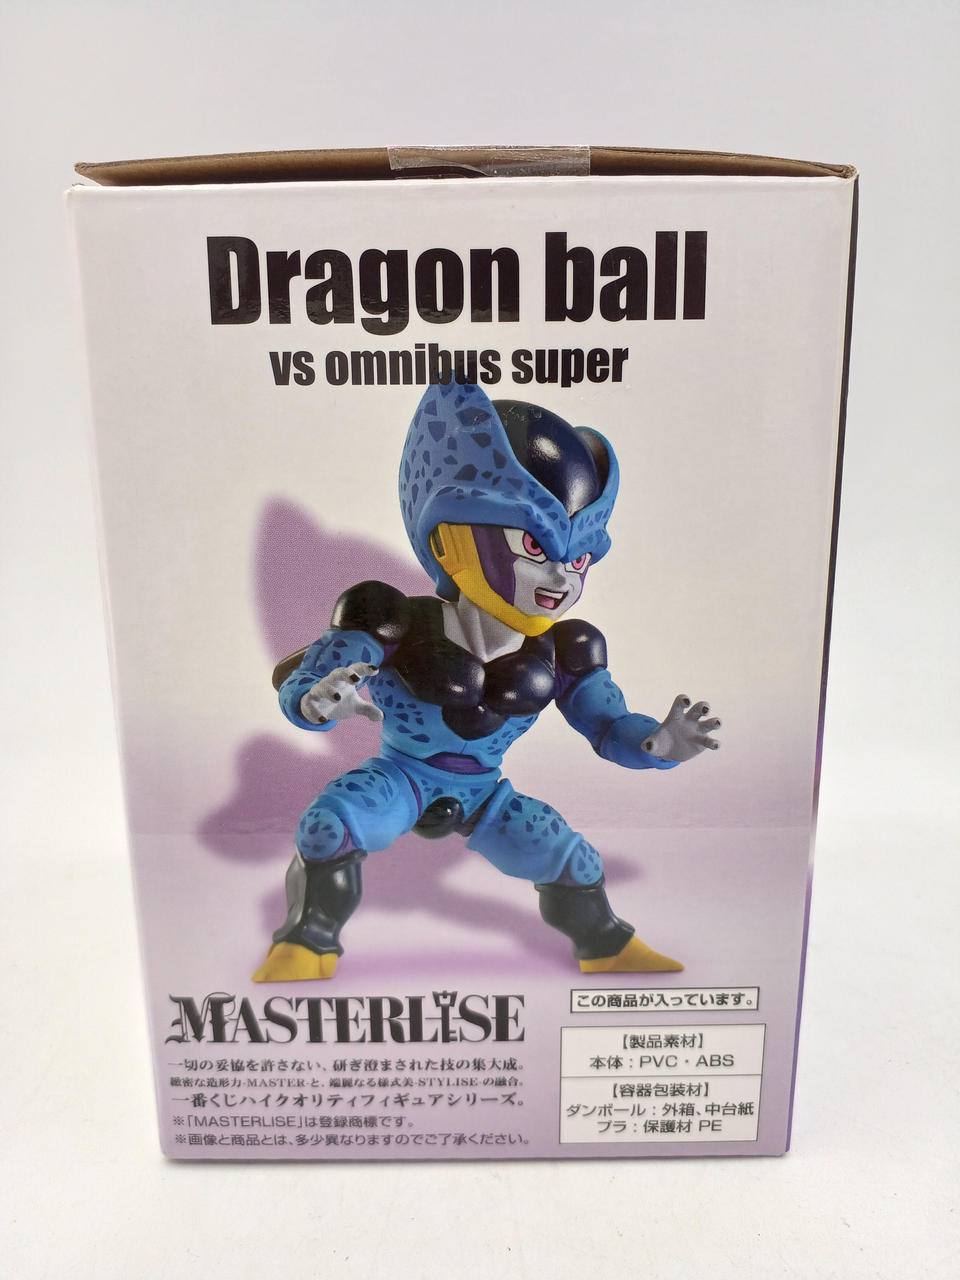 Dragon ball
vs omnibus super
MASTERLISE
一切の妥協を許さない、研ぎ澄まされた技の集大成。
緻密な造形力-MASTER-と、端麗なる様式美-STYLISE-の融合。
一番くじハイクオリティフィギュアシリーズ。
※「MASTERLISE」は登録商標です。
※画像と商品とは、多少異なりますのでご了承ください。
この商品が入っています。
【製品素材】
本体：PVC・ABS
【容器包装材】
ダンボール：外箱、中台紙
プラ：保護材 PE